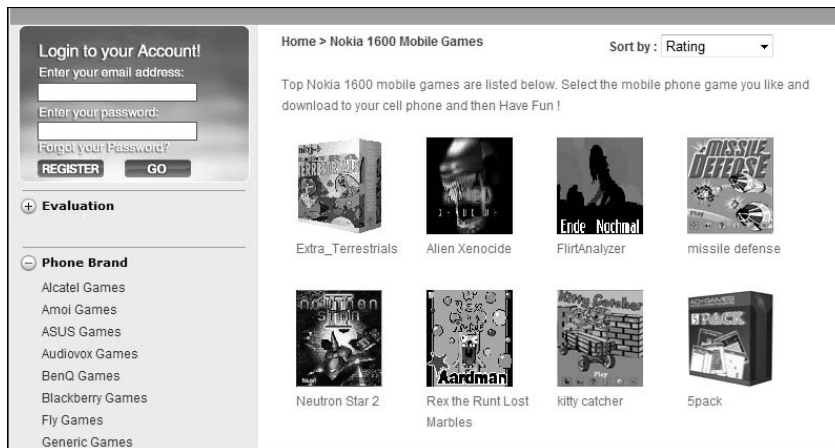 Login to your Account!
Enter your email address:
Enter your password:
Forgot your Password?
REGISTER GO
Evaluation
Phone Brand
Alcatel Games
Amoi Games
ASUS Games
Audiovox Games
BenQ Games
Blackberry Games
Fly Games
Generic Games
Home > Nokia 1600 Mobile Games
Sort by : Rating
Top Nokia 1600 mobile games are listed below. Select the mobile phone game you like and
download to your cell phone and then Have Fun !
MISSILE
DEFENSE
Play
Ende Nochmal
Extra_Terrestrials
Alien Xenocide
FlirtAnalyzer
missile defense
neutron
STAR
Aardman
Kitty Catcher
Play
5PACK
Neutron Star 2
Rex the Runt Lost
Marbles
kitty catcher
5pack